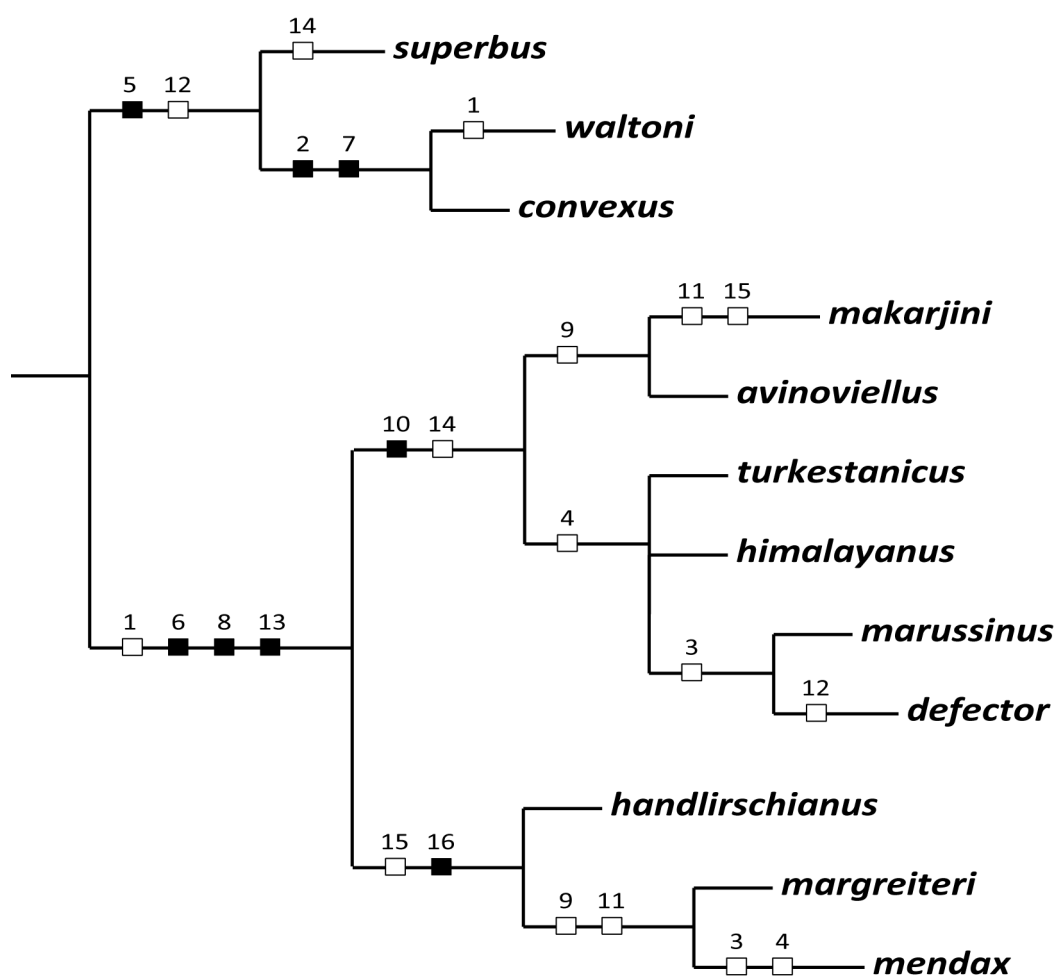 14
superbus
5 12
1
waltoni
2 7
convexus
11 15
makarjini
9
avinoviellus
10 14
turkestanicus
4
himalayanus
1 6 8 13
marussinus
3
12
defector
handlirschianus
15 16
margreiteri
9 11
3 4
mendax